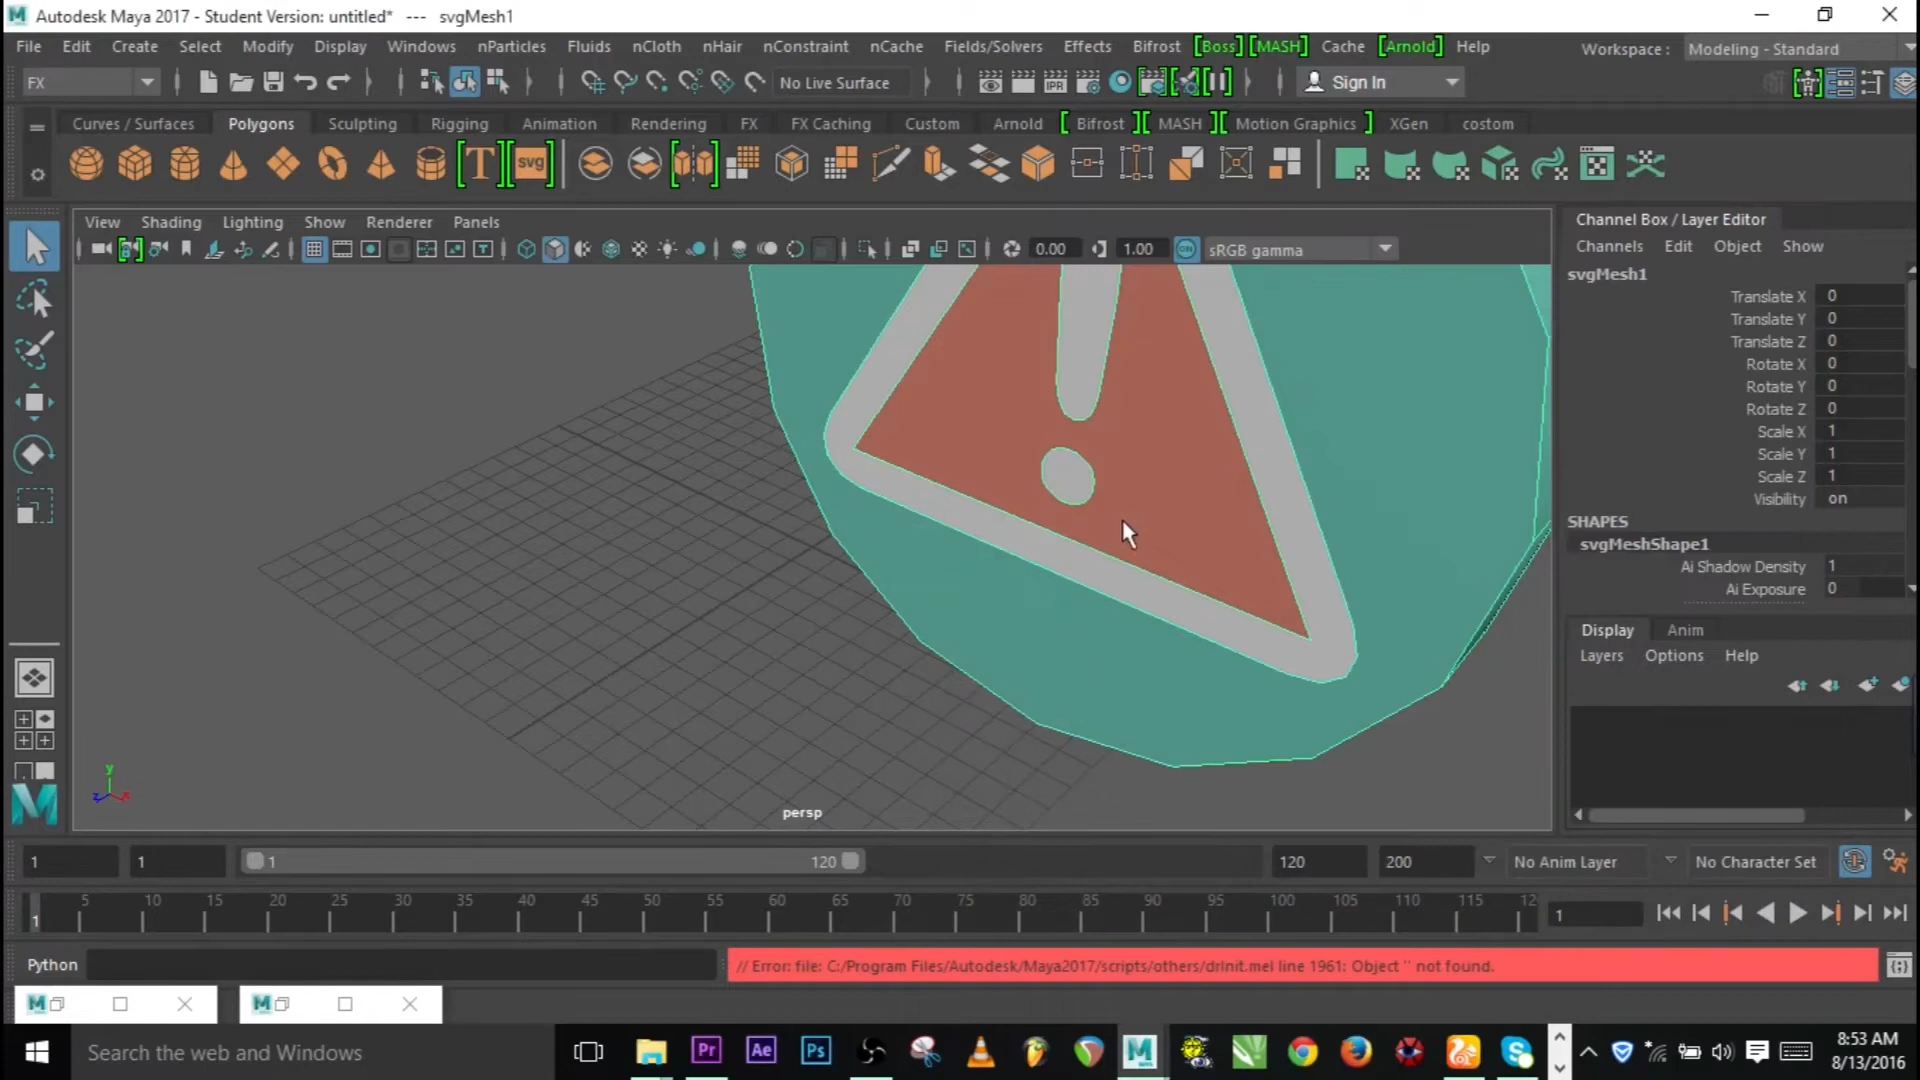 Autodesk Maya 2017 - Student Version: untitled* --- svgMesh1
File Edit Create Select Modify Display Windows nParticles Fluids nCloth nHair nConstraint nCache Fields/Solvers Effects Bifrost [Boss] [MASH] Cache [Arnold] Help Workspace : Modeling - Standard
FX No Live Surface IPR Sign In
Curves / Surfaces Polygons Sculpting Rigging Animation Rendering FX FX Caching Custom Arnold [ Bifrost ][ MASH ][ Motion Graphics ] XGen costom
T svg
View Shading Lighting Show Renderer Panels
0.00 1.00 ON sRGB gamma
Channel Box / Layer Editor
Channels Edit Object Show
svgMesh1
Translate X 0
Translate Y 0
Translate Z 0
Rotate X 0
Rotate Y 0
Rotate Z 0
Scale X 1
Scale Y 1
Scale Z 1
Visibility on
SHAPES
svgMeshShape1
Ai Shadow Density 1
Ai Exposure 0
Display Anim
Layers Options Help
y
z x
persp
1 1 1 120 120 200 No Anim Layer No Character Set
1 5 10 15 20 25 30 35 40 45 50 55 60 65 70 75 80 85 90 95 100 105 110 115 12 1
Python // Error: file: C:/Program Files/Autodesk/Maya2017/scripts/others/drInit.mel line 1961: Object '' not found.
M M
Search the web and Windows Pr Ae Ps M 8:53 AM
8/13/2016